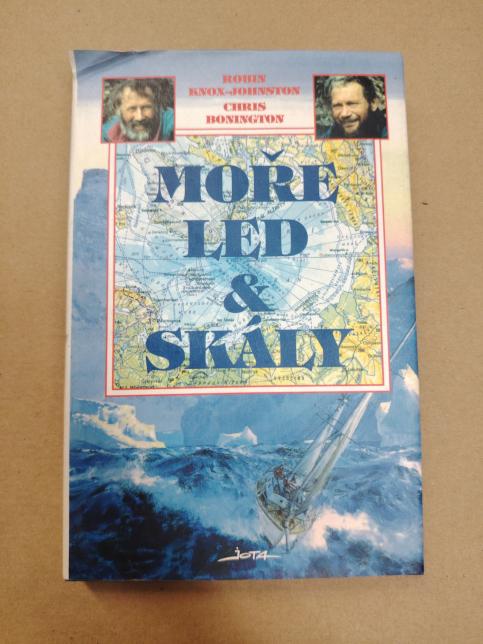 ROBIN
KNOX-JOHNSTON
CHRIS
BONINGTON
MOŘE
LED
&
SKÁLY
JOTA